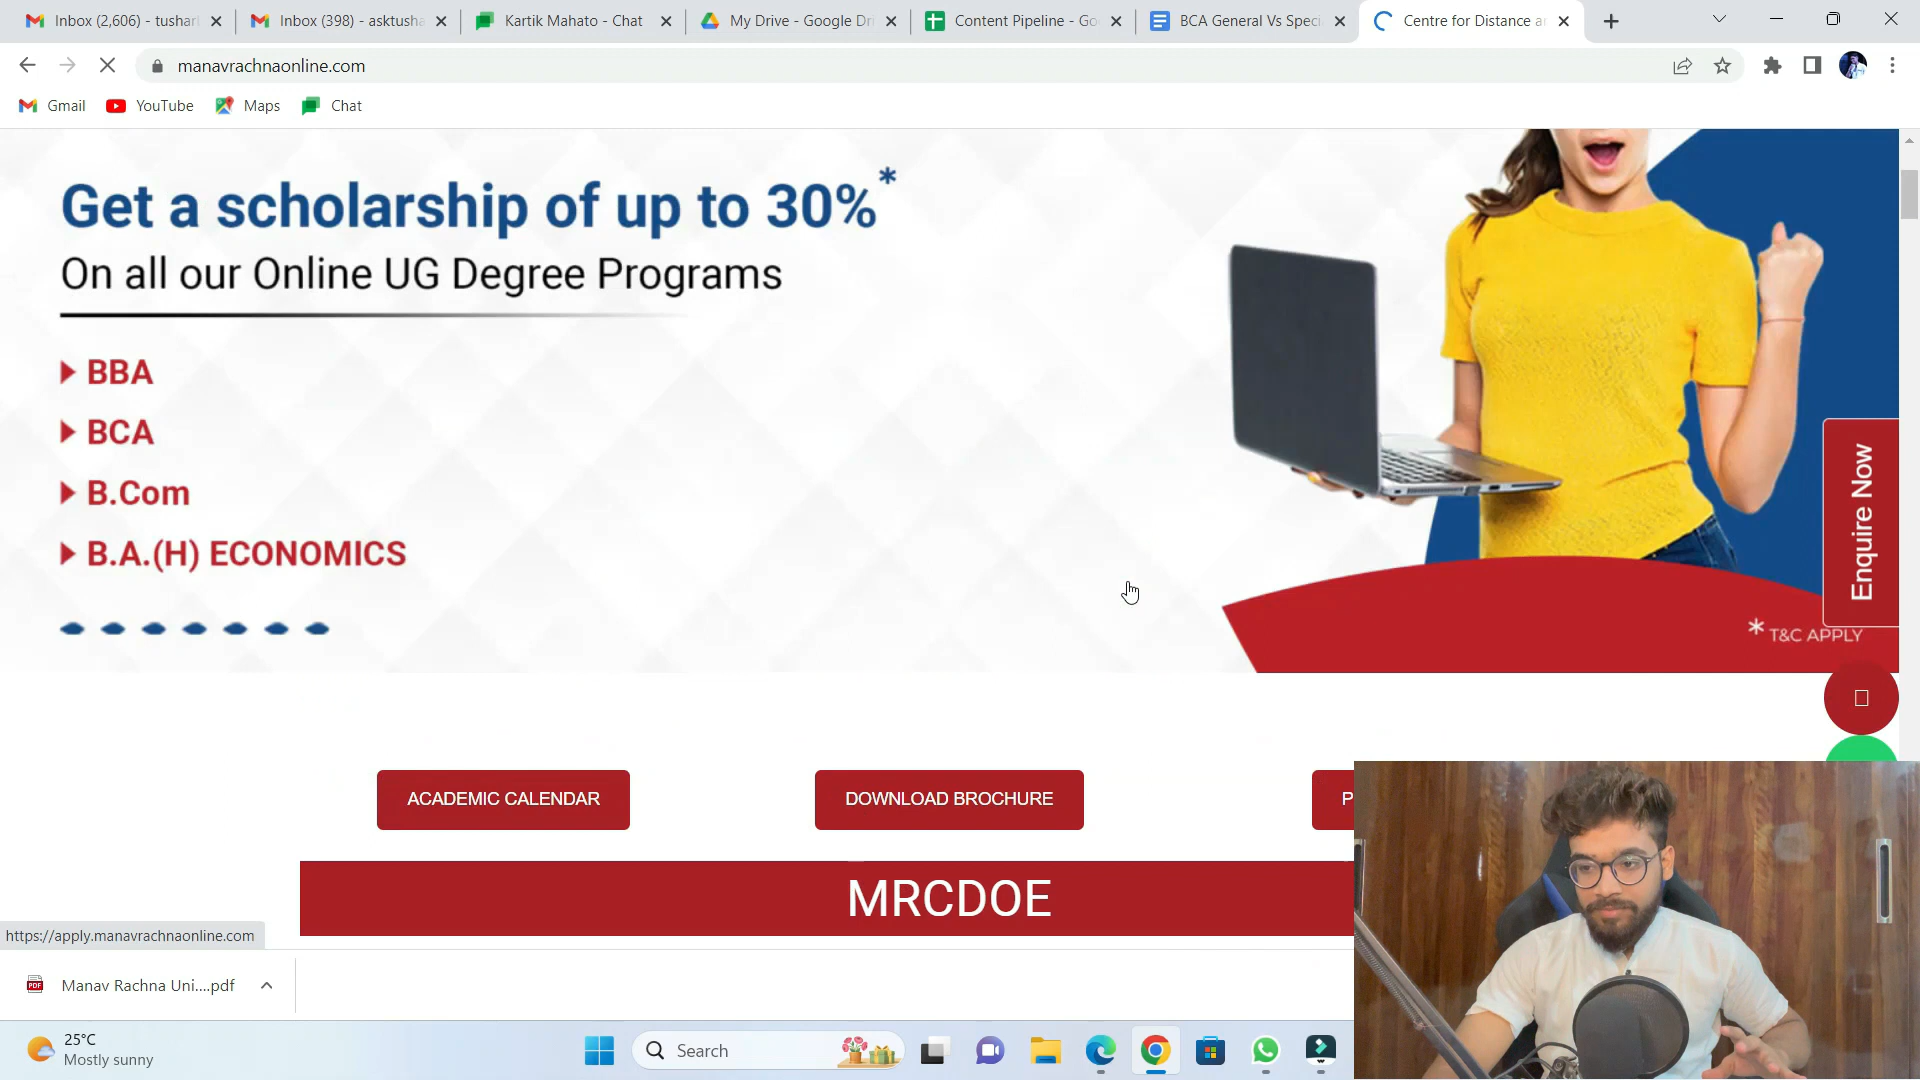 Inbox (2,606) - tushar
Inbox (398) - asktusha
Kartik Mahato - Chat
My Drive - Google Dri
Content Pipeline - Go
BCA General Vs Speci
Centre for Distance a
manavrachnaonline.com
Gmail
YouTube
Maps
Chat
Get a scholarship of up to 30%*
On all our Online UG Degree Programs
BBA
BCA
B.Com
B.A.(H) ECONOMICS
Enquire Now
* T&C APPLY
ACADEMIC CALENDAR
DOWNLOAD BROCHURE
P
MRCDOE
https://apply.manavrachnaonline.com
PDF
Manav Rachna Uni....pdf
25°C
Mostly sunny
Search